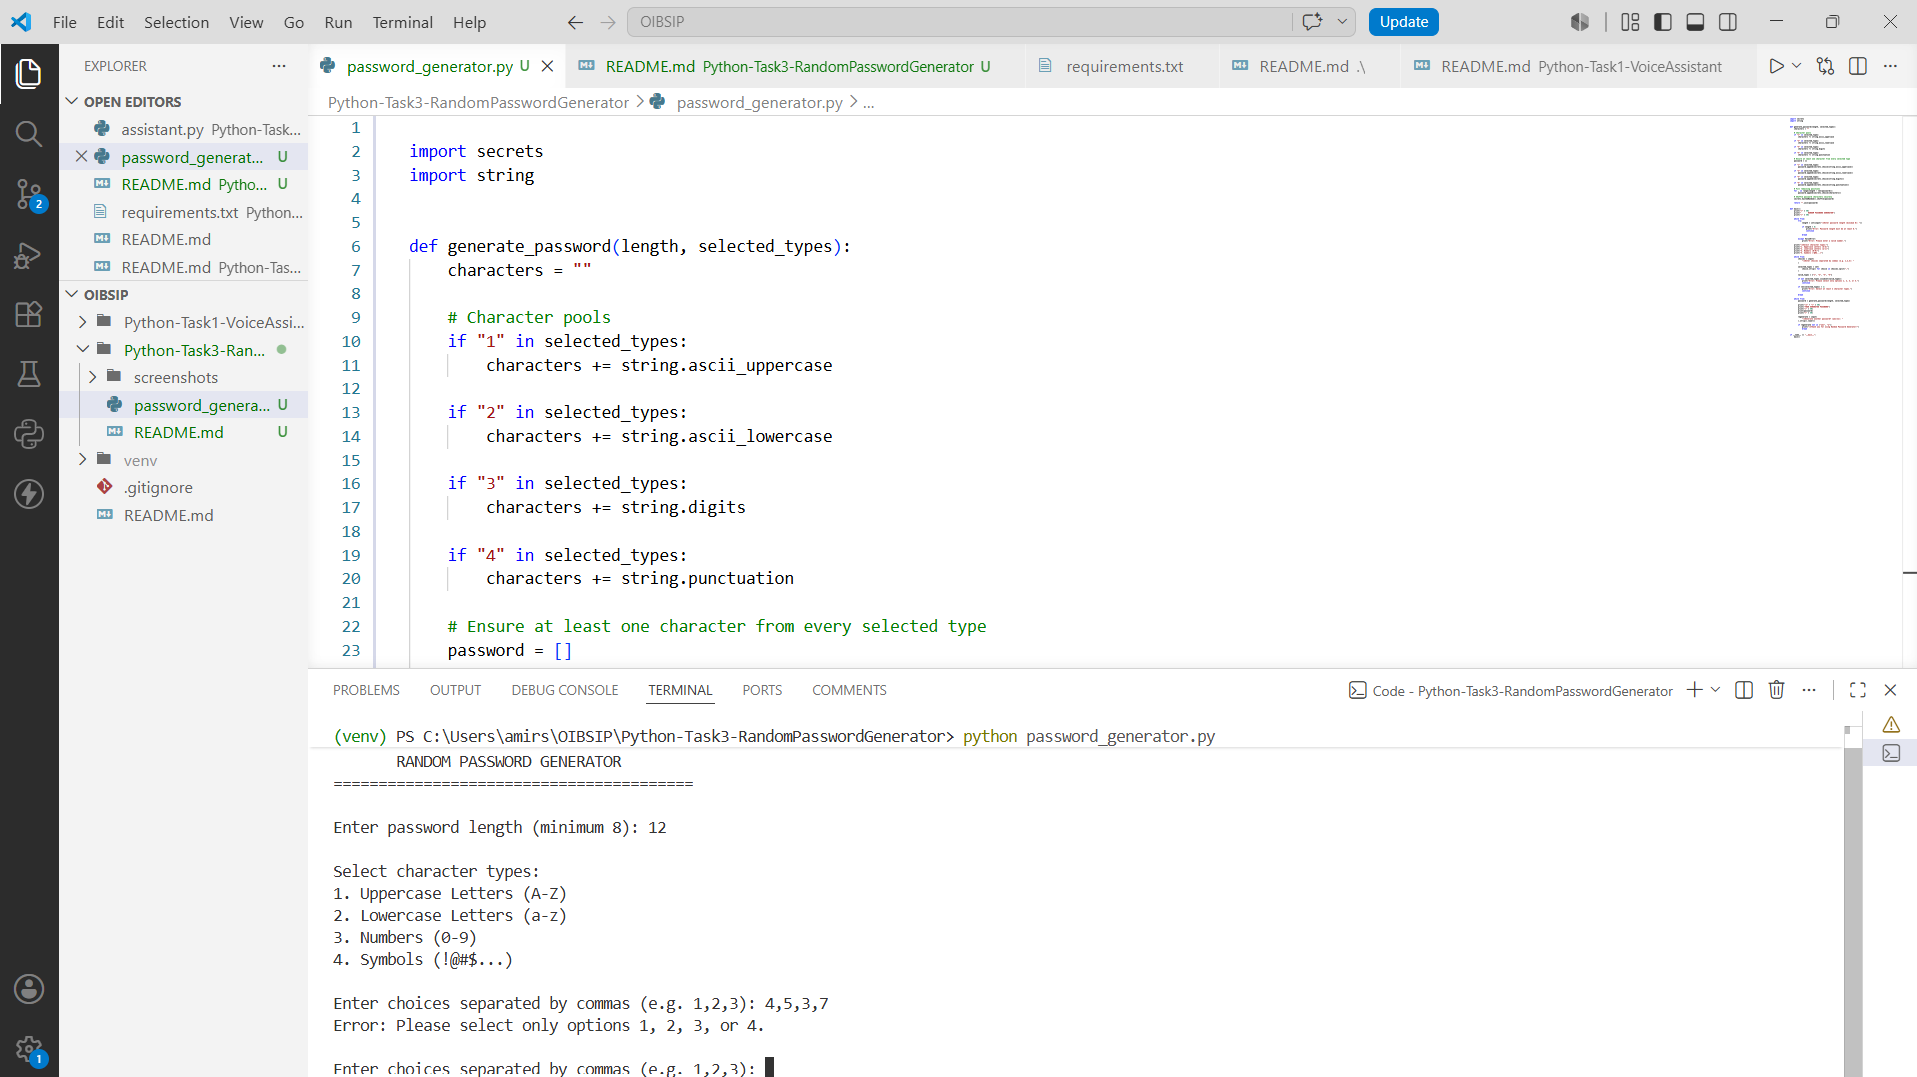 File Edit Selection View Go Run Terminal Help
OIBSIP
Update
EXPLORER
OPEN EDITORS
assistant.py Python-Task...
password_generat... U
README.md Pytho... U
requirements.txt Python...
README.md
README.md Python-Tas...
OIBSIP
Python-Task1-VoiceAssi...
Python-Task3-Ran...
screenshots
password_genera... U
README.md U
venv
.gitignore
README.md
2
1
password_generator.py U
README.md Python-Task3-RandomPasswordGenerator U
requirements.txt
README.md .\
README.md Python-Task1-VoiceAssistant
Python-Task3-RandomPasswordGenerator > password_generator.py > ...
1
2 import secrets
3 import string
4
5
6 def generate_password(length, selected_types):
7 characters = ""
8
9 # Character pools
10 if "1" in selected_types:
11 characters += string.ascii_uppercase
12
13 if "2" in selected_types:
14 characters += string.ascii_lowercase
15
16 if "3" in selected_types:
17 characters += string.digits
18
19 if "4" in selected_types:
20 characters += string.punctuation
21
22 # Ensure at least one character from every selected type
23 password = []
PROBLEMS OUTPUT DEBUG CONSOLE TERMINAL PORTS COMMENTS
Code - Python-Task3-RandomPasswordGenerator
(venv) PS C:\Users\amirs\OIBSIP\Python-Task3-RandomPasswordGenerator> python password_generator.py
RANDOM PASSWORD GENERATOR
========================================
Enter password length (minimum 8): 12
Select character types:
1. Uppercase Letters (A-Z)
2. Lowercase Letters (a-z)
3. Numbers (0-9)
4. Symbols (!@#$...)
Enter choices separated by commas (e.g. 1,2,3): 4,5,3,7
Error: Please select only options 1, 2, 3, or 4.
Enter choices separated by commas (e.g. 1,2,3):